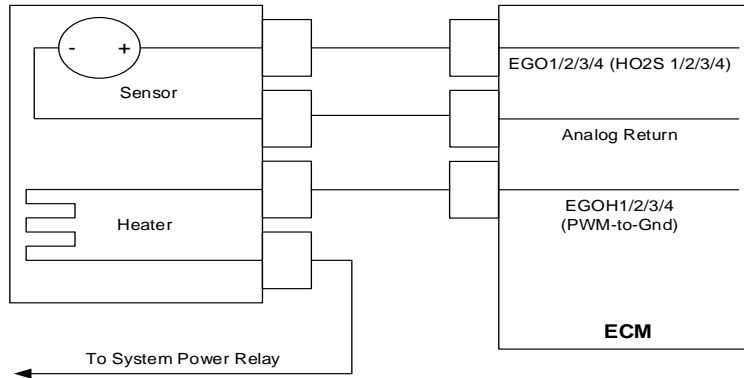 - +
EGO1/2/3/4 (HO2S 1/2/3/4)
Sensor
Analog Return
EGOH1/2/3/4
(PWM-to-Gnd)
Heater
ECM
To System Power Relay